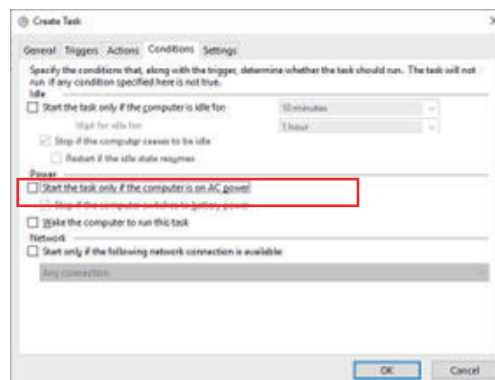 Create Task
General Triggers Actions Conditions Settings
Specify the conditions that, along with the trigger, determine whether the task should run. The task will not
run if any condition specified here is not true.
Idle
Start the task only if the computer is idle for: 10 minutes
Wait for idle for: 1 hour
Stop if the computer ceases to be idle
Restart if the idle state resumes
Power
Start the task only if the computer is on AC power
Stop if the computer switches to battery power
Wake the computer to run this task
Network
Start only if the following network connection is available:
Any connection
OK Cancel